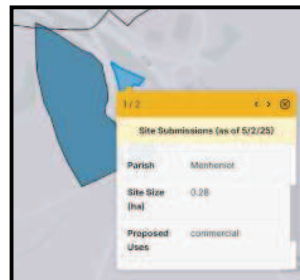 1 / 2 < > ⊗
Site Submissions (as of 5/2/25)
Parish Menheniot
Site Size 0.28
(ha)
Proposed commercial
Uses